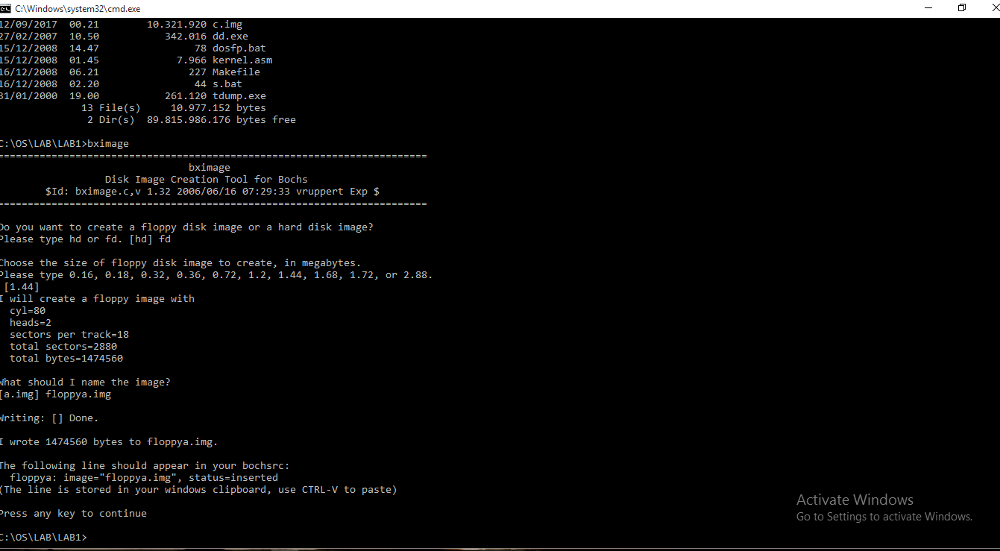 C:\Windows\system32\cmd.exe
12/09/2017  00.21        10.321.920 c.img
27/02/2007  10.50           342.016 dd.exe
15/12/2008  14.47                78 dosfp.bat
15/12/2008  01.45             7.966 kernel.asm
16/12/2008  06.21               227 Makefile
16/12/2008  02.20                44 s.bat
31/01/2000  19.00           261.120 tdump.exe
              13 File(s)     10.977.152 bytes
               2 Dir(s)  89.815.986.176 bytes free
C:\OS\LAB\LAB1>bximage
========================================================================
                                bximage
                  Disk Image Creation Tool for Bochs
        $Id: bximage.c,v 1.32 2006/06/16 07:29:33 vruppert Exp $
========================================================================
Do you want to create a floppy disk image or a hard disk image?
Please type hd or fd. [hd] fd
Choose the size of floppy disk image to create, in megabytes.
Please type 0.16, 0.18, 0.32, 0.36, 0.72, 1.2, 1.44, 1.68, 1.72, or 2.88.
 [1.44]
I will create a floppy image with
  cyl=80
  heads=2
  sectors per track=18
  total sectors=2880
  total bytes=1474560
What should I name the image?
[a.img] floppya.img
Writing: [] Done.
I wrote 1474560 bytes to floppya.img.
The following line should appear in your bochsrc:
  floppya: image="floppya.img", status=inserted
(The line is stored in your windows clipboard, use CTRL-V to paste)
Press any key to continue
C:\OS\LAB\LAB1>
Activate Windows
Go to Settings to activate Windows.